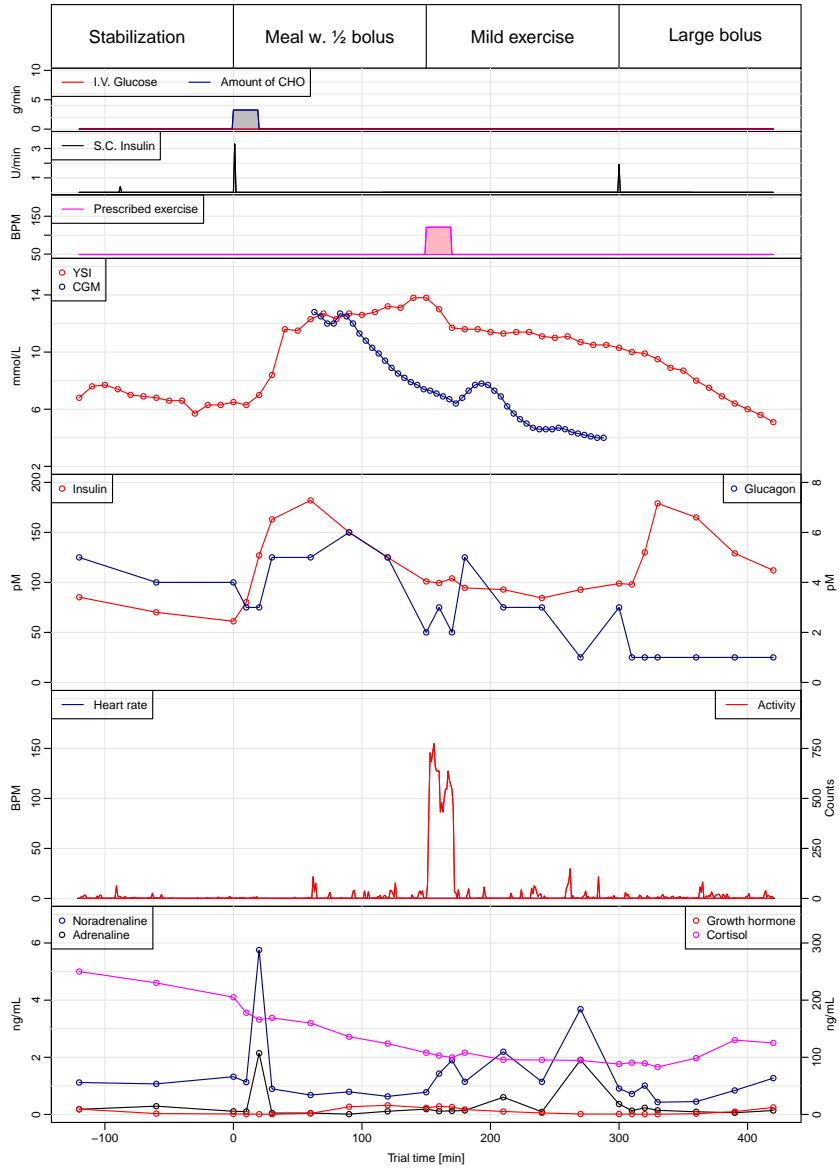 Stabilization Meal w. ½ bolus Mild exercise Large bolus
I.V. Glucose Amount of CHO
g/min
10
5
0
S.C. Insulin
U/min
3
1
Prescribed exercise
BPM
150
50
YSI
CGM
mmol/L
14
10
6
2
Insulin Glucagon
pM pM
200 8
150 6
100 4
50 2
0 0
Heart rate Activity
BPM Counts
150 750
100 500
50 250
0 0
Noradrenaline Growth hormone
Adrenaline Cortisol
ng/mL ng/mL
6 300
4 200
2 100
0 0
−100 0 100 200 300 400
Trial time [min]